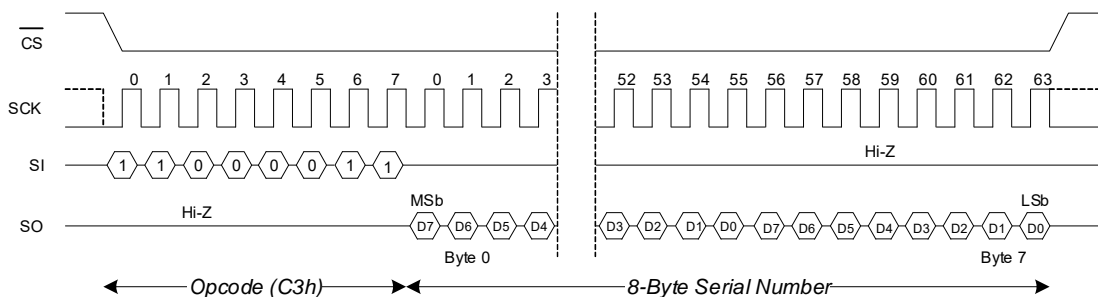 CS
0 1 2 3 4 5 6 7 0 1 2 3 52 53 54 55 56 57 58 59 60 61 62 63
SCK
Hi-Z
SI 1 1 0 0 0 0 1 1
Hi-Z MSb LSb
SO D7 D6 D5 D4 D3 D2 D1 D0 D7 D6 D5 D4 D3 D2 D1 D0
Byte 0 Byte 7
Opcode (C3h) 8-Byte Serial Number